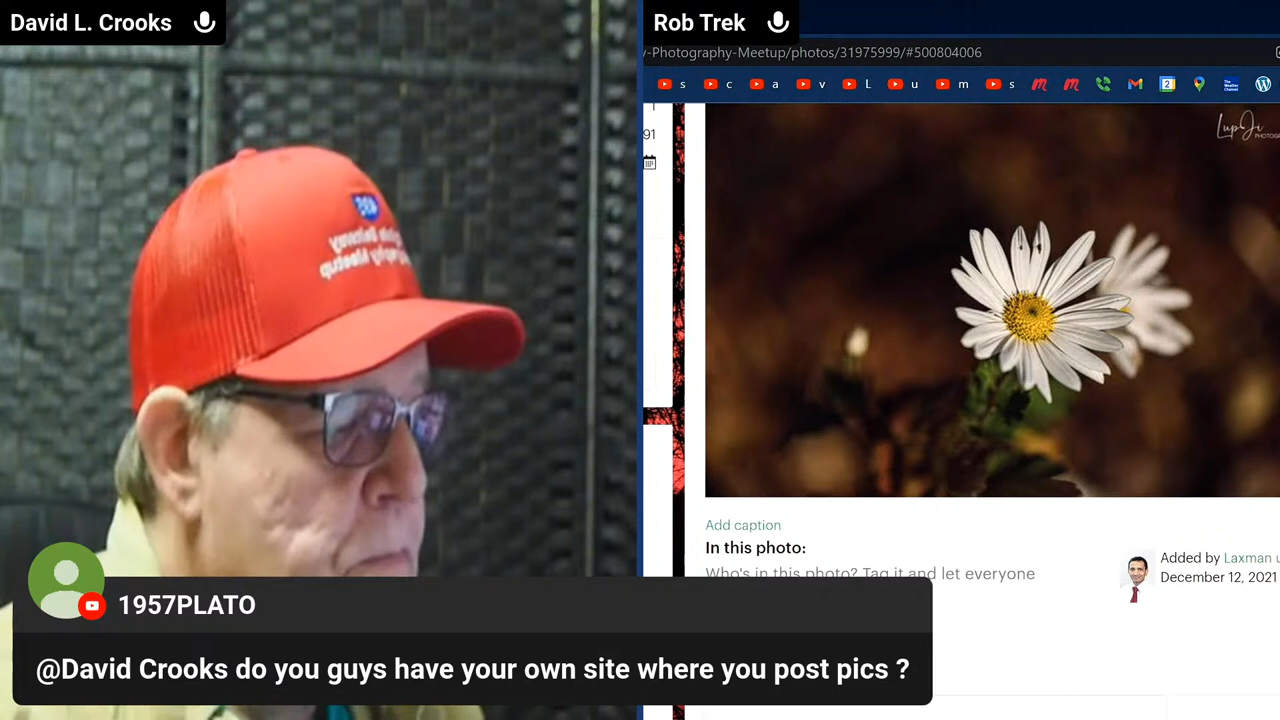 David L. Crooks
Rob Trek
y-Photography-Meetup/photos/31975999/#500804006
s c a v L u m s
91
LupJi
Add caption
In this photo:
Who's in this photo? Tag it and let everyone
Added by Laxman u
December 12, 2021
1957PLATO
@David Crooks do you guys have your own site where you post pics ?